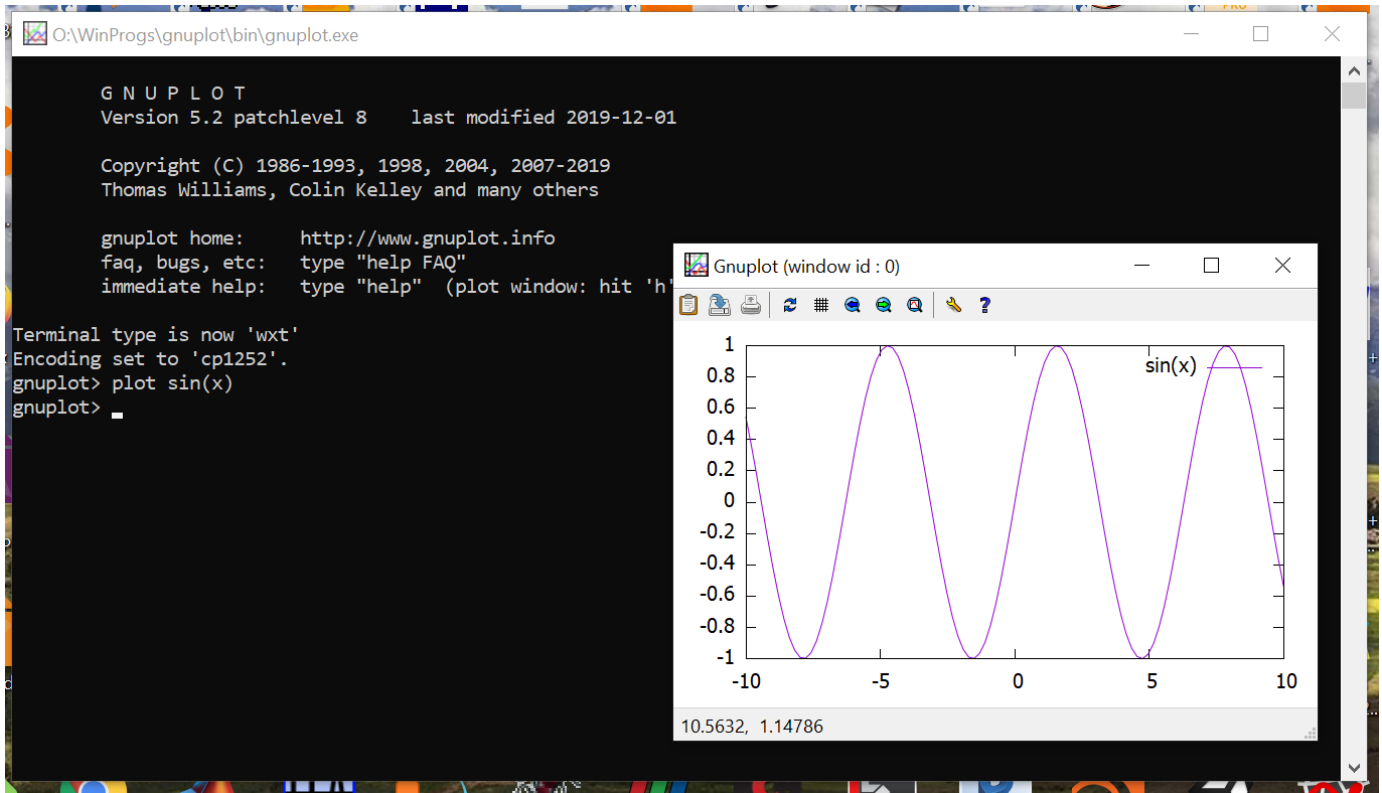 O:\WinProgs\gnuplot\bin\gnuplot.exe
G N U P L O T
Version 5.2 patchlevel 8    last modified 2019-12-01
Copyright (C) 1986-1993, 1998, 2004, 2007-2019
Thomas Williams, Colin Kelley and many others
gnuplot home:     http://www.gnuplot.info
faq, bugs, etc:   type "help FAQ"
immediate help:   type "help"  (plot window: hit 'h'
Terminal type is now 'wxt'
Encoding set to 'cp1252'.
gnuplot> plot sin(x)
gnuplot>
Gnuplot (window id : 0)
sin(x)
1
0.8
0.6
0.4
0.2
0
-0.2
-0.4
-0.6
-0.8
-1
-10 -5 0 5 10
10.5632, 1.14786